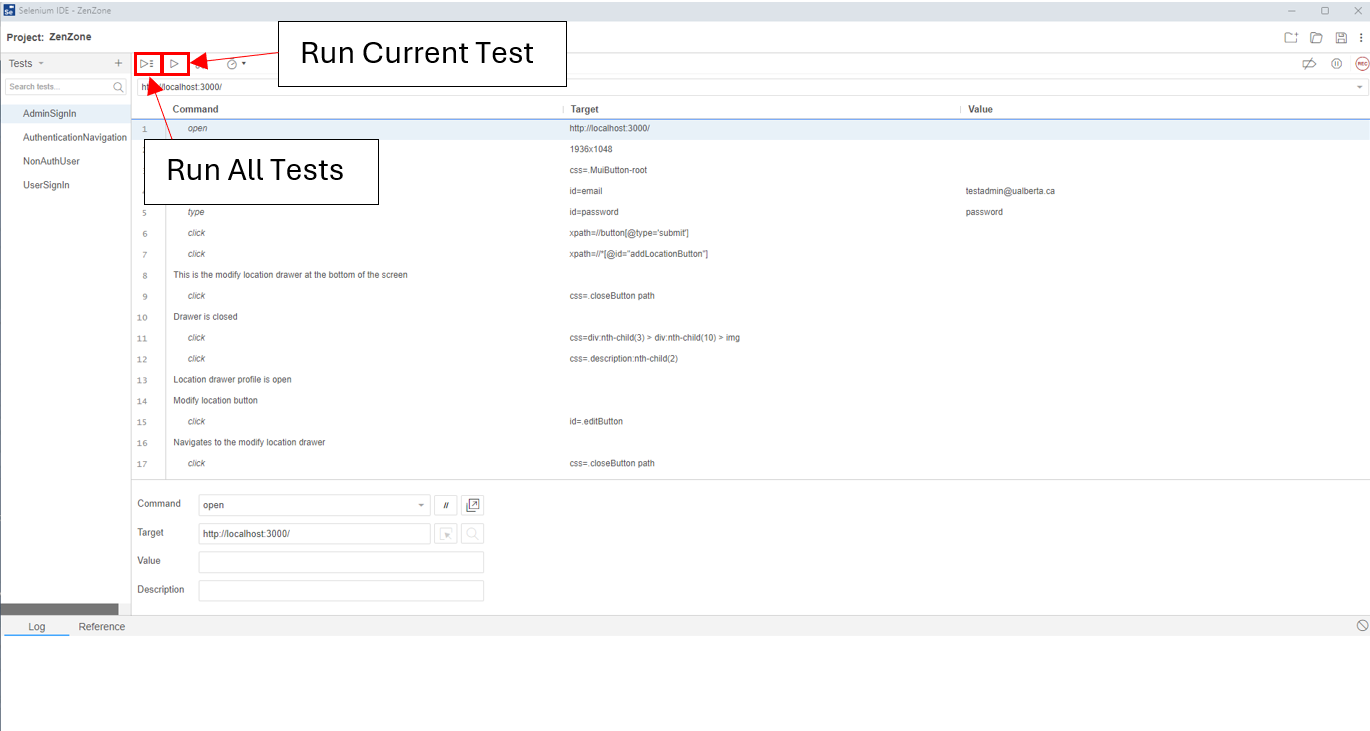 Selenium IDE - ZenZone
Project: ZenZone
Run Current Test
Tests
Search tests...
http://localhost:3000/
REC
AdminSignIn
AuthenticationNavigation
NonAuthUser
UserSignIn
Run All Tests
Command Target Value
1 open http://localhost:3000/
1936x1048
css=.MuiButton-root
id=email testadmin@ualberta.ca
5 type id=password password
6 click xpath=//button[@type='submit']
7 click xpath=//*[@id="addLocationButton"]
8 This is the modify location drawer at the bottom of the screen
9 click css=.closeButton path
10 Drawer is closed
11 click css=div:nth-child(3) > div:nth-child(10) > img
12 click css=.description:nth-child(2)
13 Location drawer profile is open
14 Modify location button
15 click id=.editButton
16 Navigates to the modify location drawer
17 click css=.closeButton path
Command open //
Target http://localhost:3000/
Value
Description
Log Reference